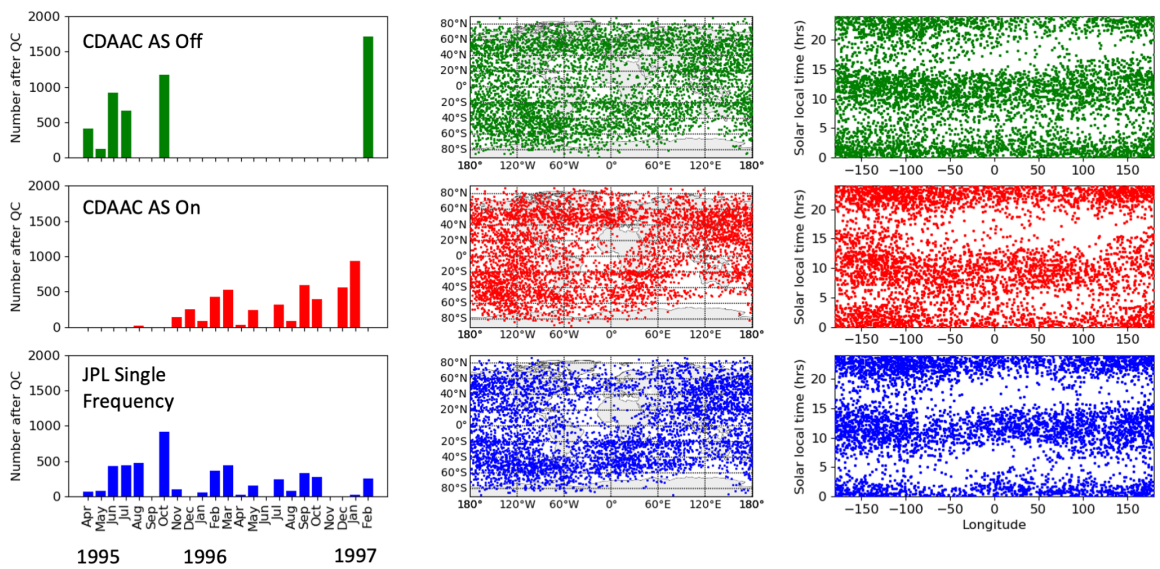 CDAAC AS Off
Number after QC
2000
1500
1000
500
0
80°N
60°N
40°N
20°N
0°
20°S
40°S
60°S
80°S
180° 120°W 60°W 0° 60°E 120°E 180°
Solar local time (hrs)
20
15
10
5
0
−150 −100 −50 0 50 100 150
CDAAC AS On
Number after QC
2000
1500
1000
500
0
80°N
60°N
40°N
20°N
0°
20°S
40°S
60°S
80°S
180° 120°W 60°W 0° 60°E 120°E 180°
Solar local time (hrs)
20
15
10
5
0
−150 −100 −50 0 50 100 150
JPL Single
Frequency
Number after QC
2000
1500
1000
500
0
Apr May Jun Jul Aug Sep Oct Nov Dec Jan Feb Mar Apr May Jun Jul Aug Sep Oct Nov Dec Jan Feb
1995 1996 1997
80°N
60°N
40°N
20°N
0°
20°S
40°S
60°S
80°S
180° 120°W 60°W 0° 60°E 120°E 180°
Solar local time (hrs)
20
15
10
5
0
−150 −100 −50 0 50 100 150
Longitude